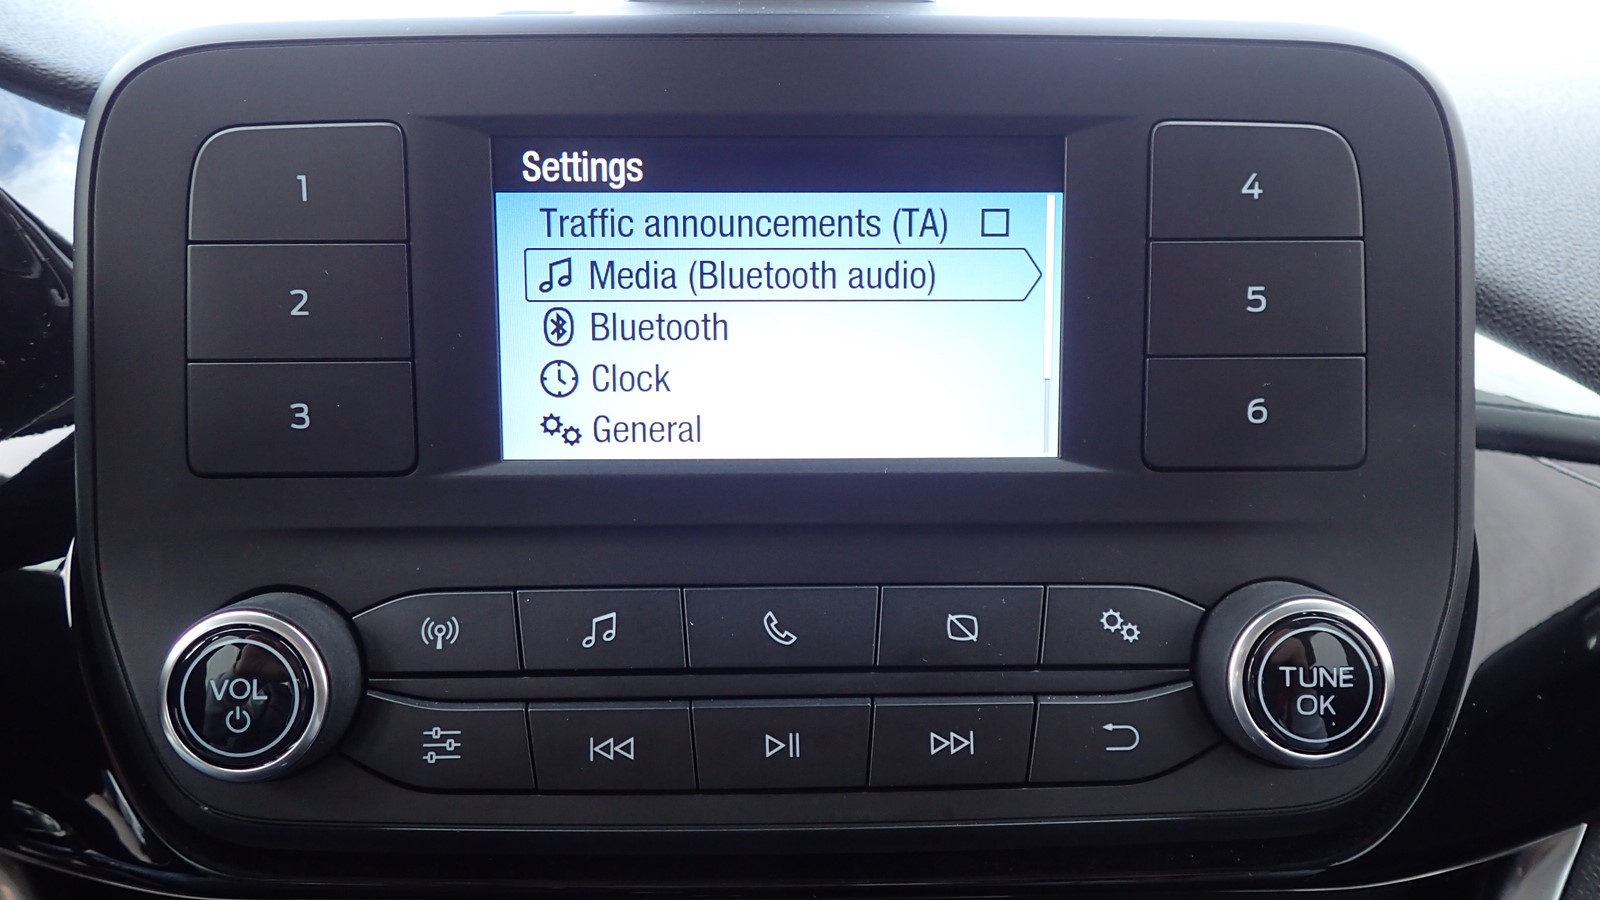 Settings
Traffic announcements (TA)
Media (Bluetooth audio)
Bluetooth
Clock
General
1
2
3
4
5
6
VOL
TUNE
OK